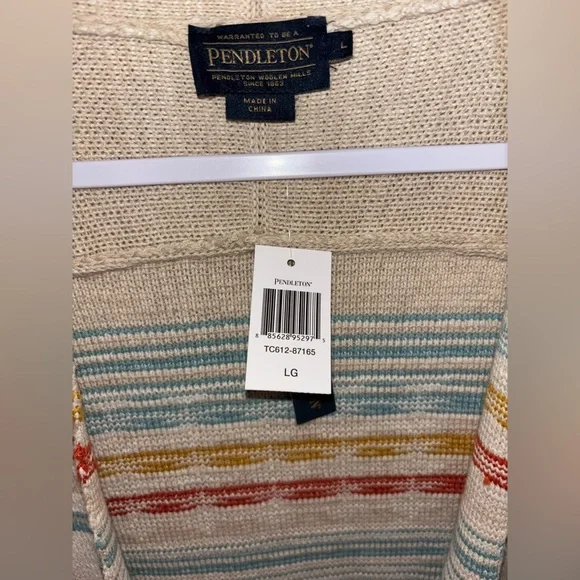 WARRANTED TO BE A
PENDLETON®
PENDLETON WOOLEN MILLS
SINCE 1863
L
MADE IN
CHINA
PENDLETON®
8 85628 95297 5
TC612-87165
LG